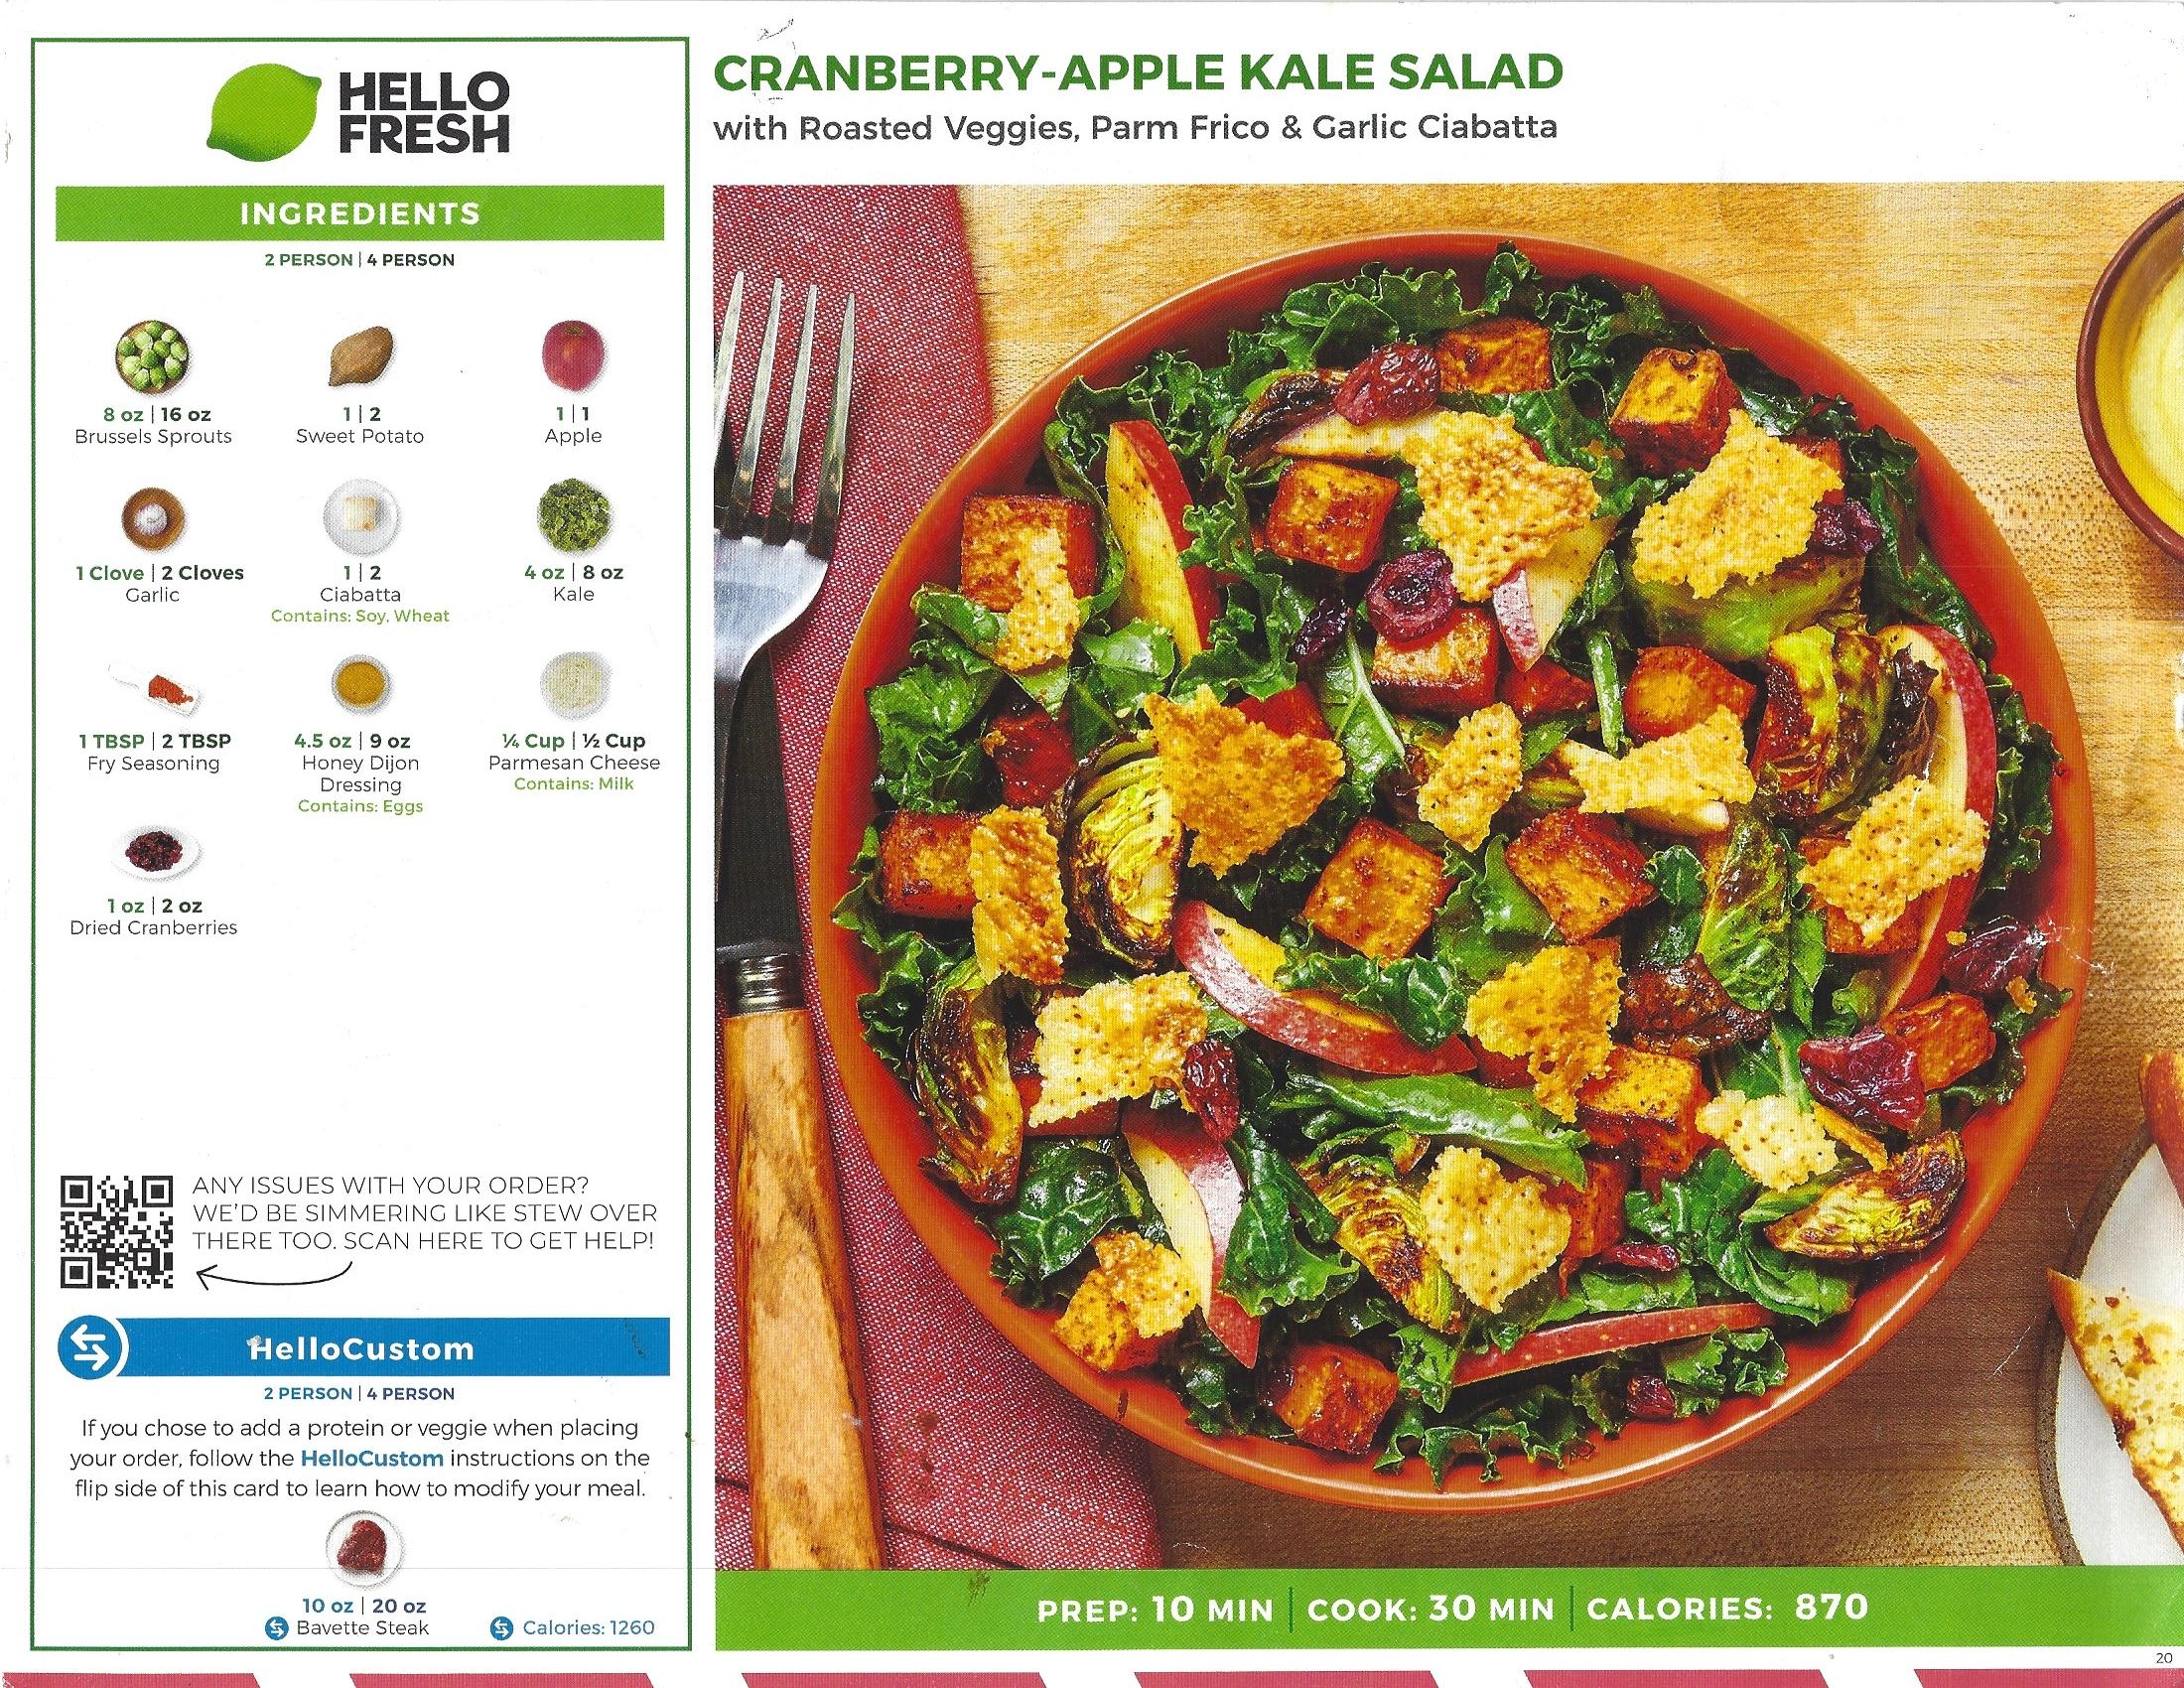 HELLO
FRESH
INGREDIENTS
2 PERSON | 4 PERSON
8 oz | 16 oz
Brussels Sprouts
1 | 2
Sweet Potato
1 | 1
Apple
1 Clove | 2 Cloves
Garlic
1 | 2
Ciabatta
Contains: Soy, Wheat
4 oz | 8 oz
Kale
1 TBSP | 2 TBSP
Fry Seasoning
4.5 oz | 9 oz
Honey Dijon
Dressing
Contains: Eggs
¼ Cup | ½ Cup
Parmesan Cheese
Contains: Milk
1 oz | 2 oz
Dried Cranberries
ANY ISSUES WITH YOUR ORDER?
WE'D BE SIMMERING LIKE STEW OVER
THERE TOO. SCAN HERE TO GET HELP!
HelloCustom
2 PERSON | 4 PERSON
If you chose to add a protein or veggie when placing
your order, follow the HelloCustom instructions on the
flip side of this card to learn how to modify your meal.
10 oz | 20 oz
Bavette Steak
Calories: 1260
CRANBERRY-APPLE KALE SALAD
with Roasted Veggies, Parm Frico & Garlic Ciabatta
PREP: 10 MIN | COOK: 30 MIN | CALORIES: 870
20